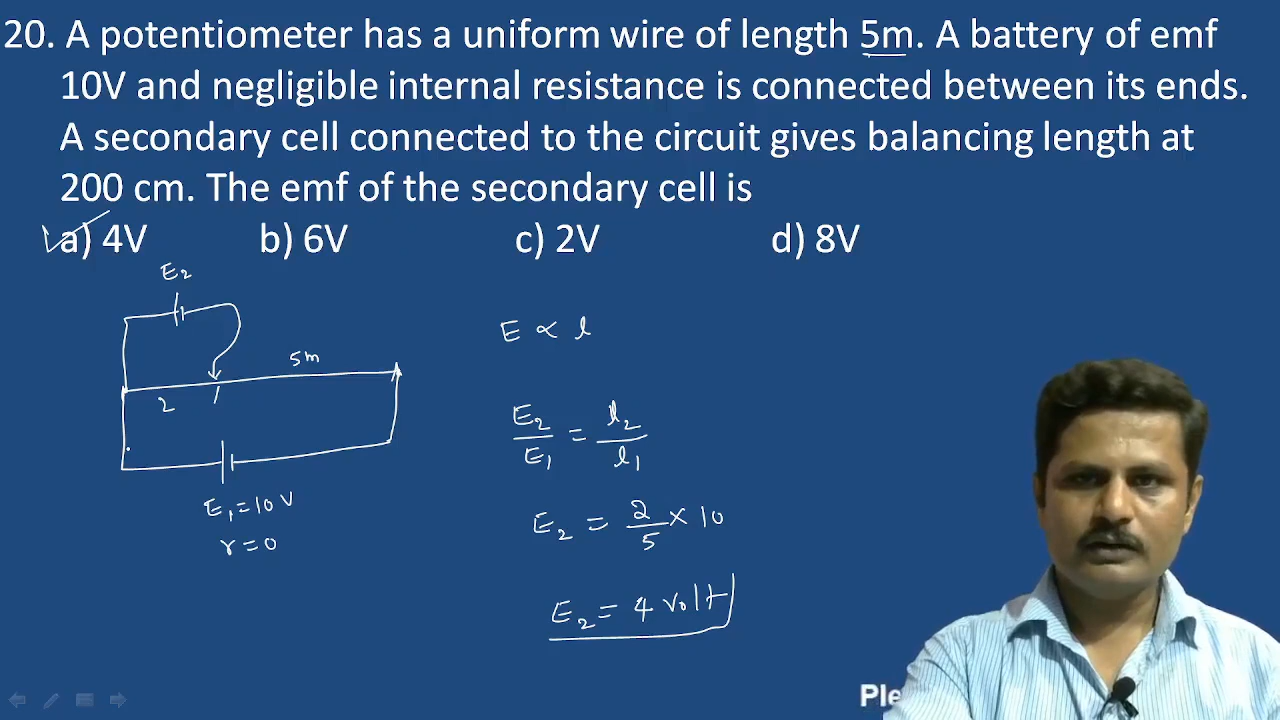 20. A potentiometer has a uniform wire of length 5m. A battery of emf
10V and negligible internal resistance is connected between its ends.
A secondary cell connected to the circuit gives balancing length at
200 cm. The emf of the secondary cell is
a) 4V b) 6V c) 2V d) 8V
E₂
5m
2
E₁ = 10 V
r = 0
E ∝ l
E₂/E₁ = l₂/l₁
E₂ = 2/5 × 10
E₂ = 4 volt
Ple